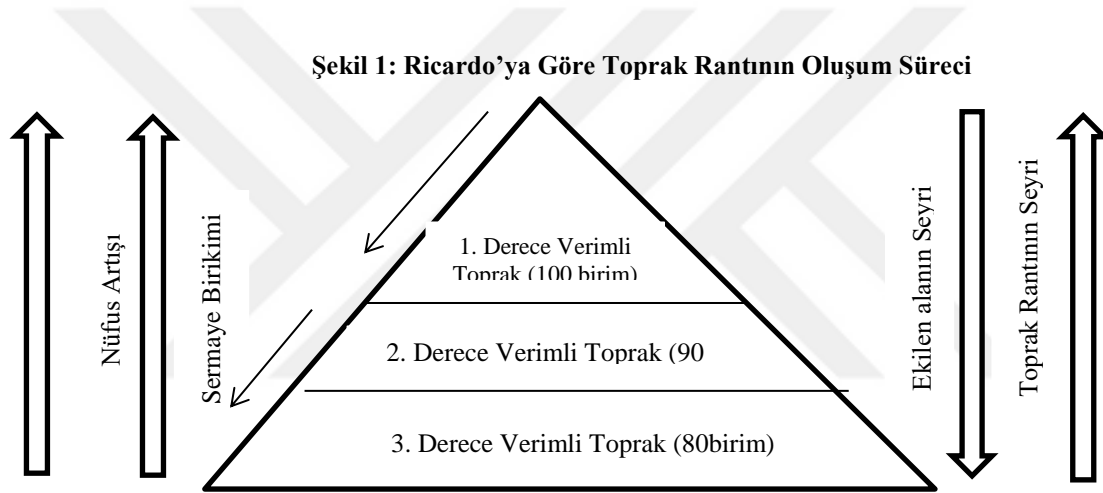 Şekil 1: Ricardo’ya Göre Toprak Rantının Oluşum Süreci
Nüfus Artışı
Sermaye Birikimi
1. Derece Verimli
Toprak (100 birim)
2. Derece Verimli Toprak (90
3. Derece Verimli Toprak (80birim)
Ekilen alanın Seyri
Toprak Rantının Seyri